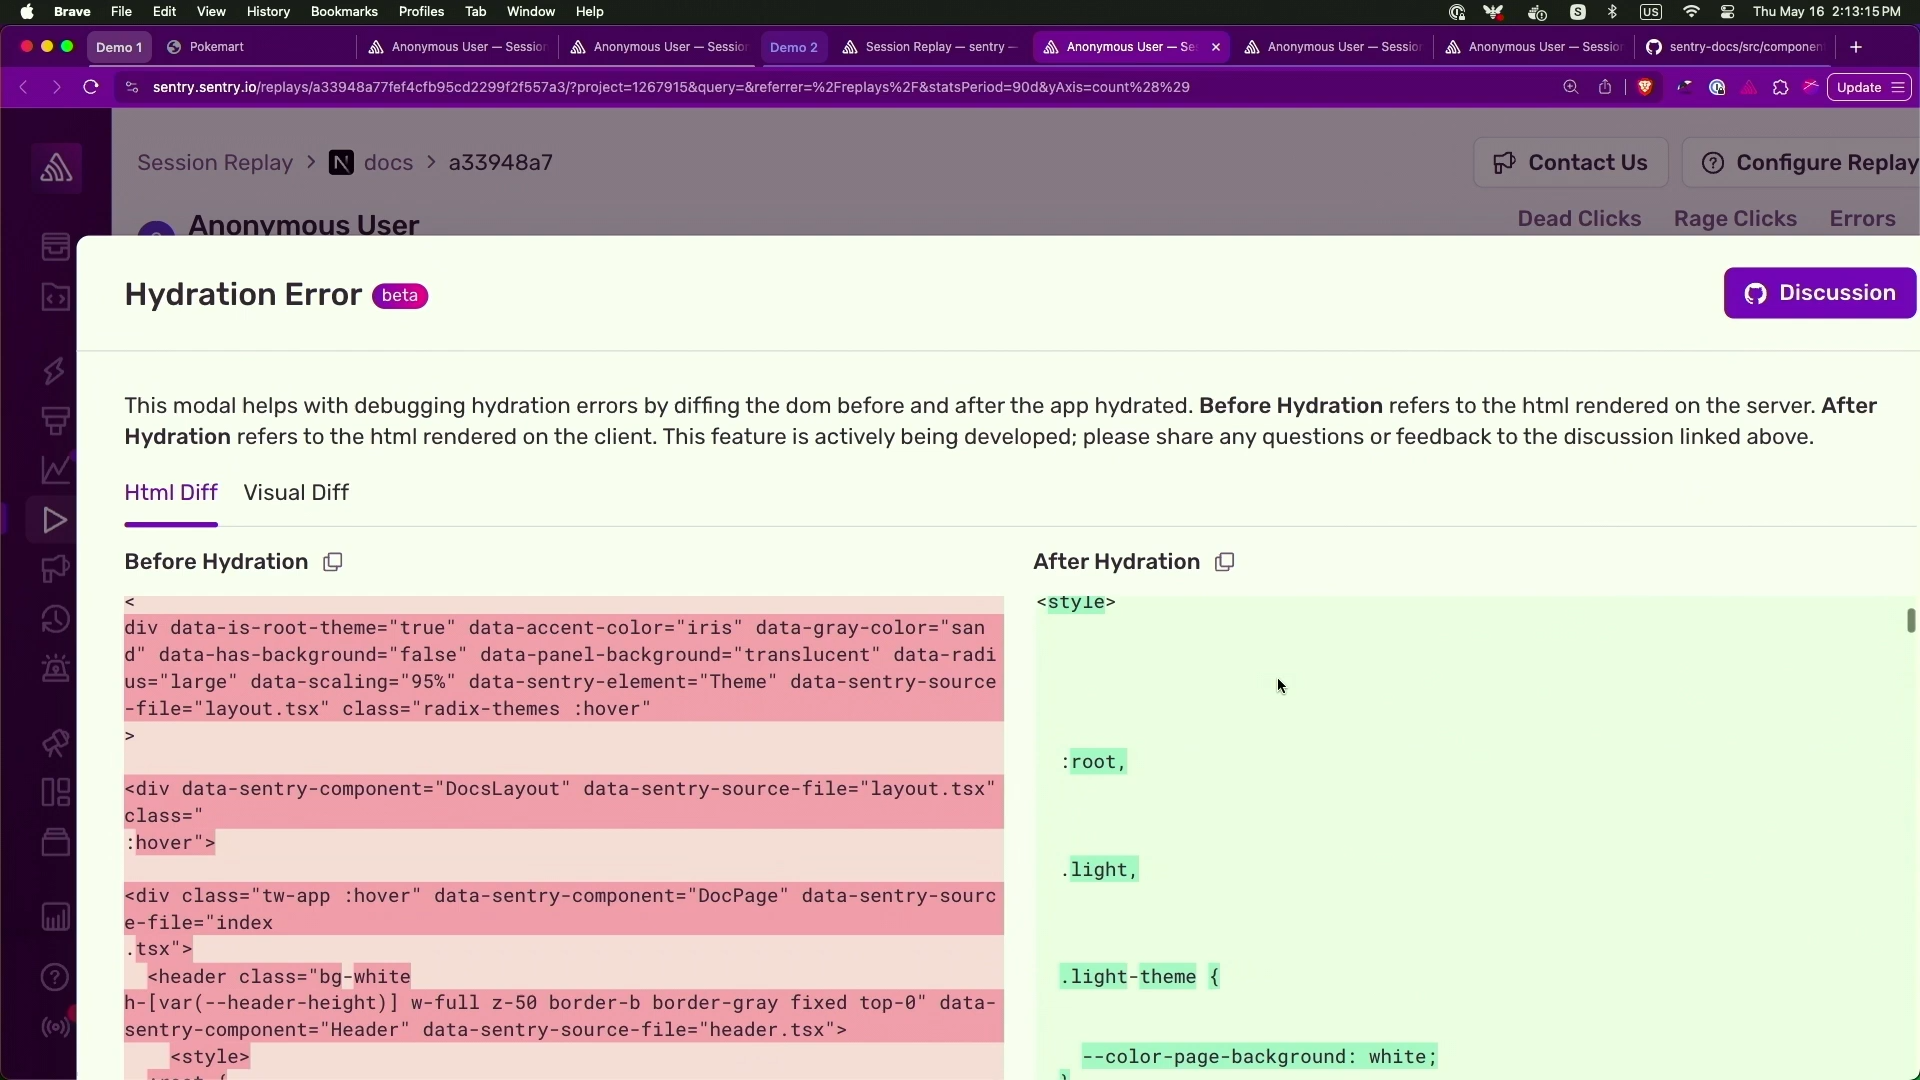 Brave File Edit View History Bookmarks Profiles Tab Window Help
US Thu May 16 2:13:15 PM
Demo 1 Pokemart Anonymous User — Session Anonymous User — Session Demo 2 Session Replay — sentry — Anonymous User — Se Anonymous User — Sessio Anonymous User — Sessio sentry-docs/src/componen
sentry.sentry.io/replays/a33948a77fef4cfb95cd2299f2f557a3/?project=1267915&query=&referrer=%2Freplays%2F&statsPeriod=90d&yAxis=count%28%29
Update
Session Replay > docs > a33948a7
Contact Us
Configure Replay
Anonymous User
Dead Clicks Rage Clicks Errors
Hydration Error beta
Discussion
This modal helps with debugging hydration errors by diffing the dom before and after the app hydrated. Before Hydration refers to the html rendered on the server. After
Hydration refers to the html rendered on the client. This feature is actively being developed; please share any questions or feedback to the discussion linked above.
Html Diff Visual Diff
Before Hydration
<
div data-is-root-theme="true" data-accent-color="iris" data-gray-color="san
d" data-has-background="false" data-panel-background="translucent" data-radi
us="large" data-scaling="95%" data-sentry-element="Theme" data-sentry-source
-file="layout.tsx" class="radix-themes :hover"
>
<div data-sentry-component="DocsLayout" data-sentry-source-file="layout.tsx"
class="
:hover">
<div class="tw-app :hover" data-sentry-component="DocPage" data-sentry-sourc
e-file="index
.tsx">
<header class="bg-white
h-[var(--header-height)] w-full z-50 border-b border-gray fixed top-0" data-
sentry-component="Header" data-sentry-source-file="header.tsx">
<style>
:root {
After Hydration
<style>
:root,
.light,
.light-theme {
--color-page-background: white;
}